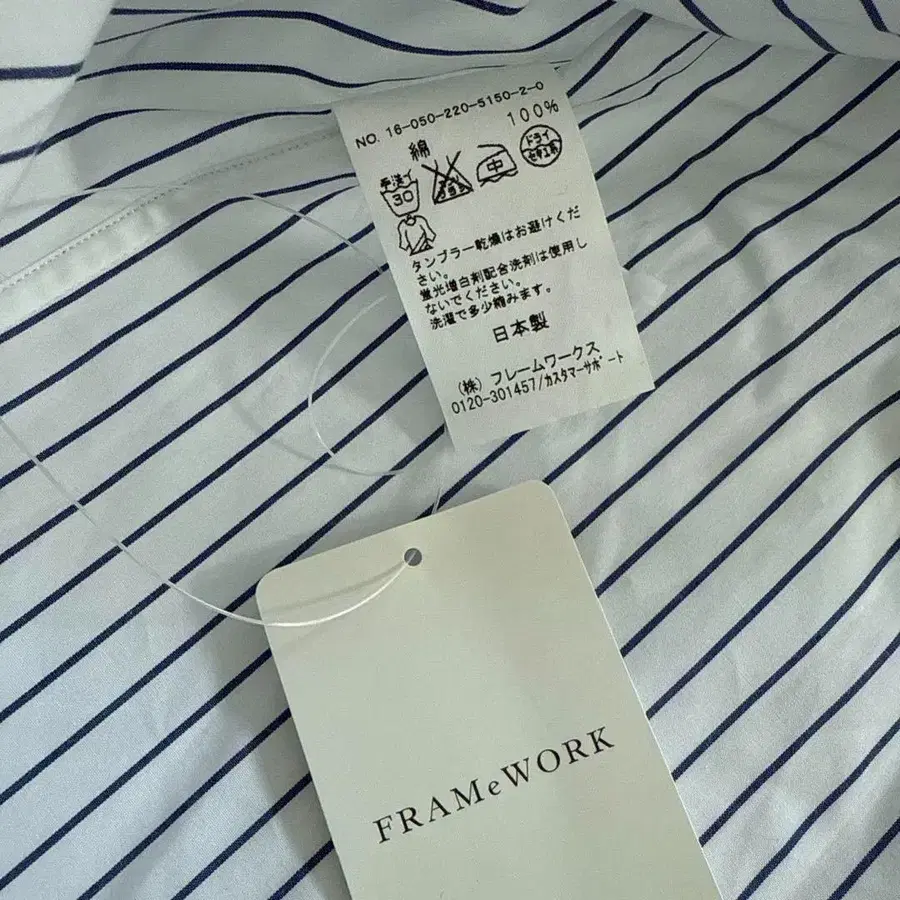 NO. 16-050-220-5150-2-0
綿 100%
手洗イ
30
中
ドライ
タンブラー乾燥はお避けくだ
さい。
蛍光増白剤配合洗剤は使用し
ないでください。
洗濯で多少縮みます。
日本製
(株) フレームワークス
0120-301457/カスタマーサポート
FRAMeWORK